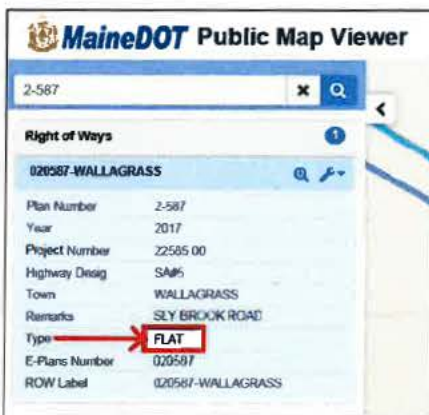 MaineDOT Public Map Viewer
2-587
Right of Ways 1
020587-WALLAGRASS
Plan Number 2-587
Year 2017
Project Number 22585.00
Highway Desig SA#5
Town WALLAGRASS
Remarks SLY BROOK ROAD
Type FLAT
E-Plans Number 020587
ROW Label 020587-WALLAGRASS